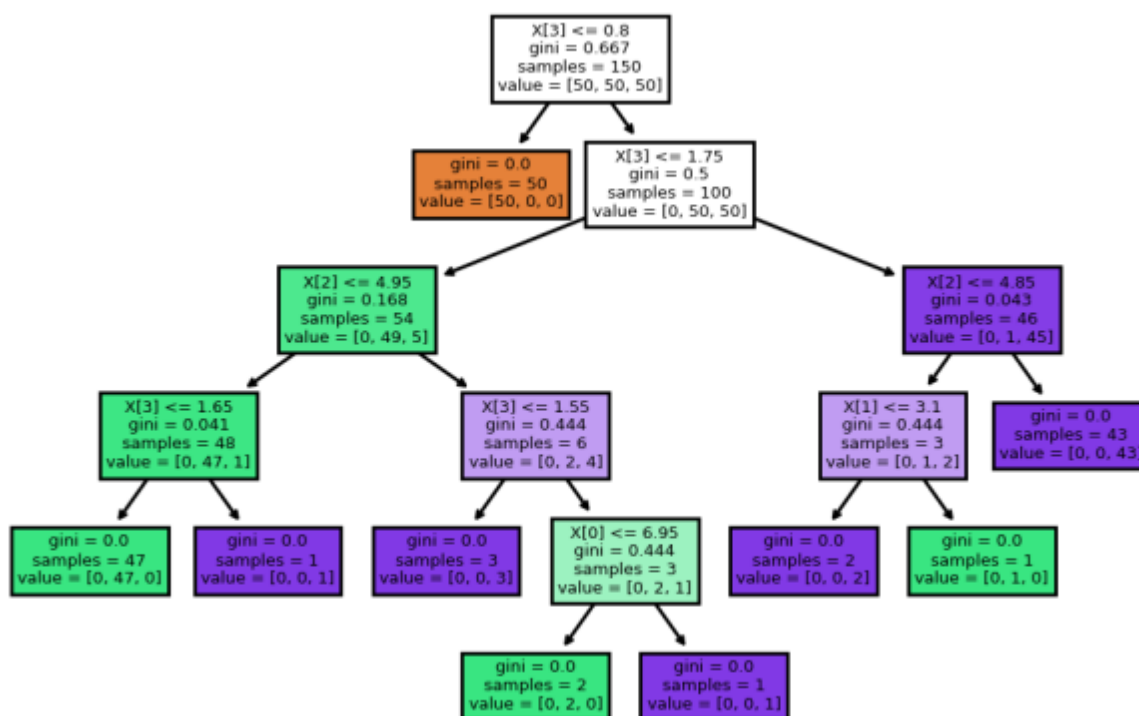 X[3] <= 0.8
gini = 0.667
samples = 150
value = [50, 50, 50]
gini = 0.0
samples = 50
value = [50, 0, 0]
X[3] <= 1.75
gini = 0.5
samples = 100
value = [0, 50, 50]
X[2] <= 4.95
gini = 0.168
samples = 54
value = [0, 49, 5]
X[2] <= 4.85
gini = 0.043
samples = 46
value = [0, 1, 45]
X[3] <= 1.65
gini = 0.041
samples = 48
value = [0, 47, 1]
X[3] <= 1.55
gini = 0.444
samples = 6
value = [0, 2, 4]
X[1] <= 3.1
gini = 0.444
samples = 3
value = [0, 1, 2]
gini = 0.0
samples = 43
value = [0, 0, 43]
gini = 0.0
samples = 47
value = [0, 47, 0]
gini = 0.0
samples = 1
value = [0, 0, 1]
gini = 0.0
samples = 3
value = [0, 0, 3]
X[0] <= 6.95
gini = 0.444
samples = 3
value = [0, 2, 1]
gini = 0.0
samples = 2
value = [0, 0, 2]
gini = 0.0
samples = 1
value = [0, 1, 0]
gini = 0.0
samples = 2
value = [0, 2, 0]
gini = 0.0
samples = 1
value = [0, 0, 1]